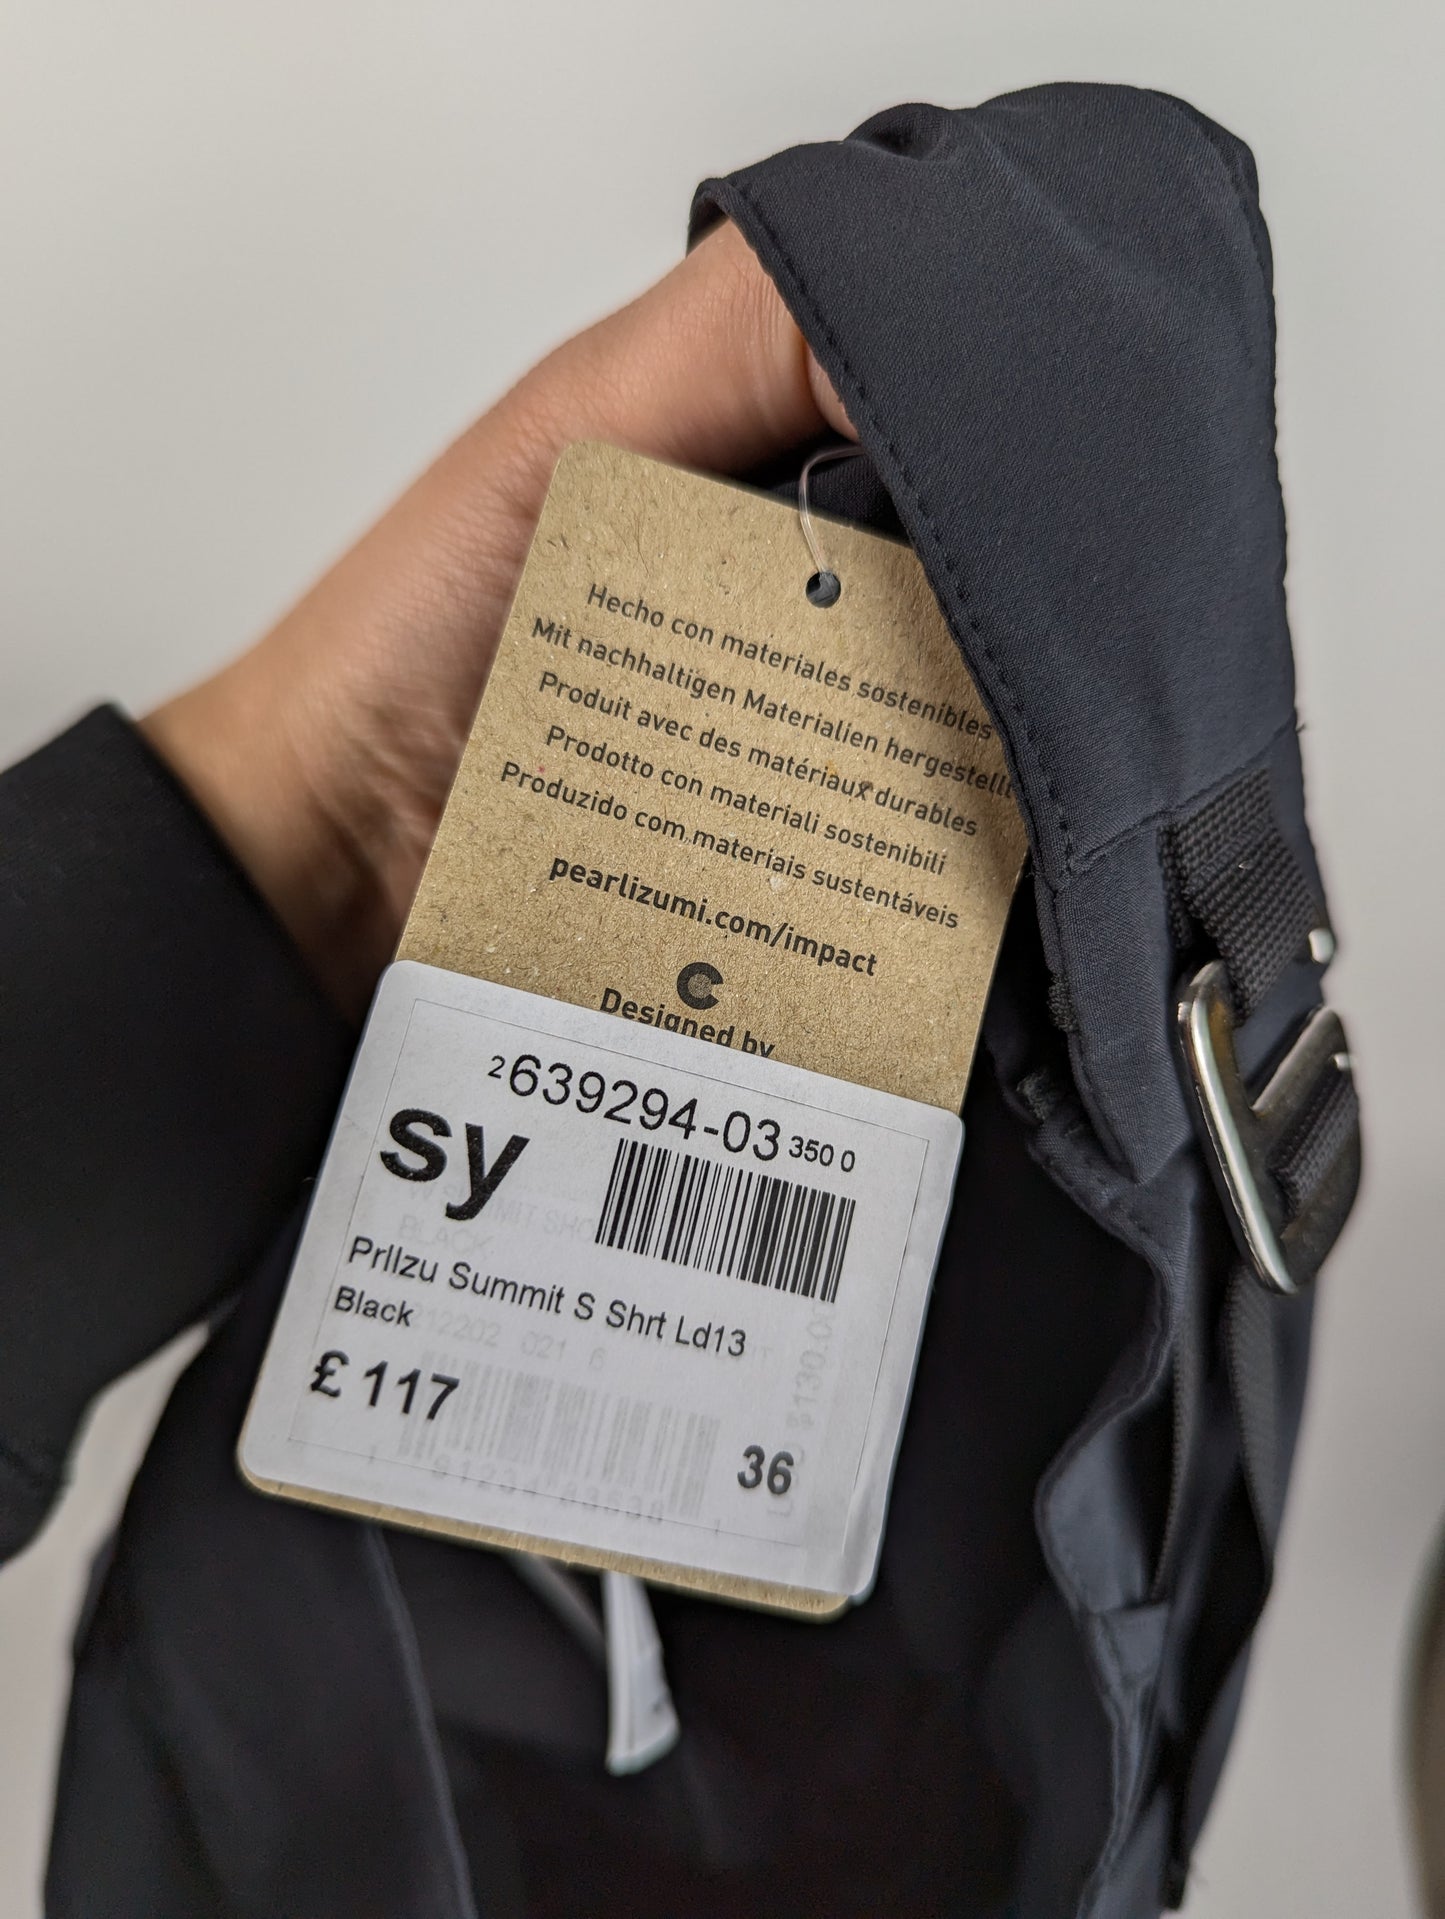 Hecho con materiales sostenibles
Mit nachhaltigen Materialien hergestellt
Produit avec des matériaux durables
Prodotto con materiali sostenibili
Produzido com materiais sustentáveis
pearlizumi.com/impact
Designed by
2639294-03 350 0
sy
PrlIzu Summit S Shrt Ld13
Black
£ 117
36